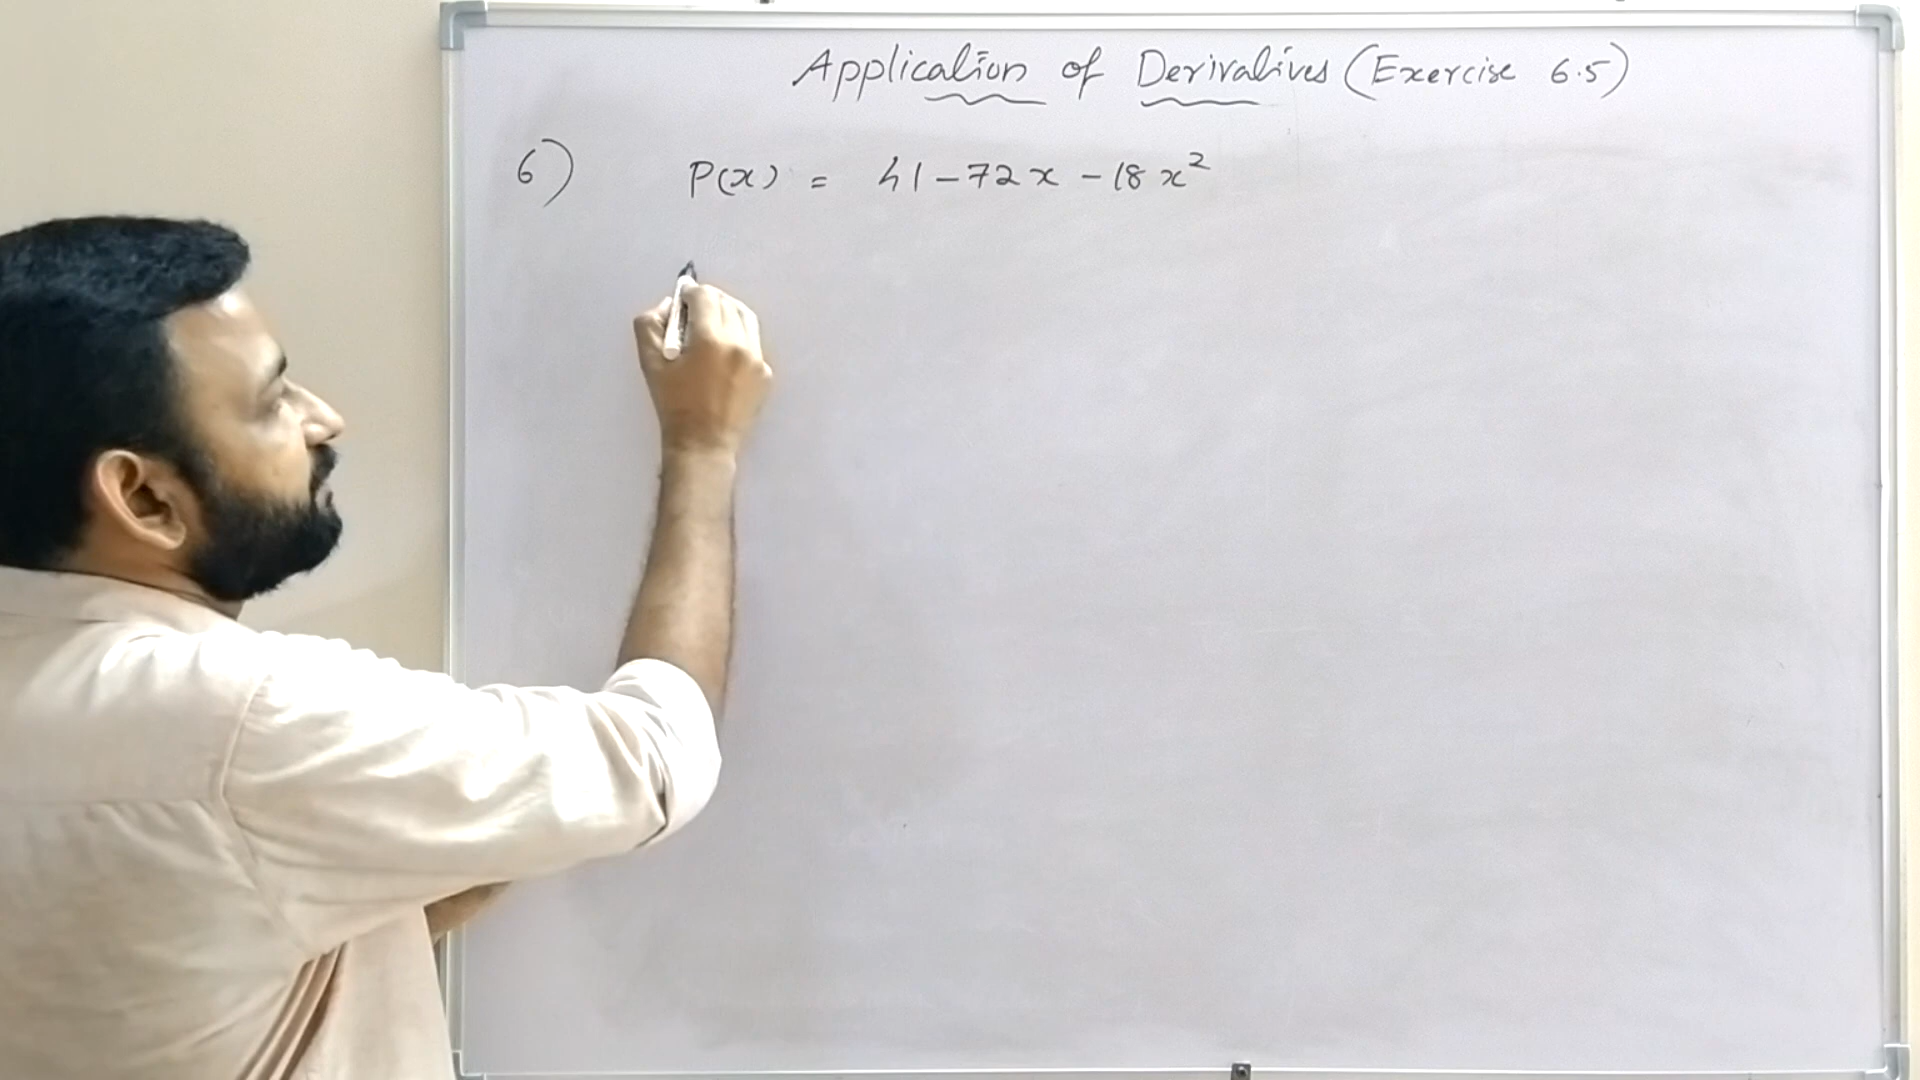 Application of Derivatives (Exercise 6.5)
6) P(x) = 41 - 72x - 18x²